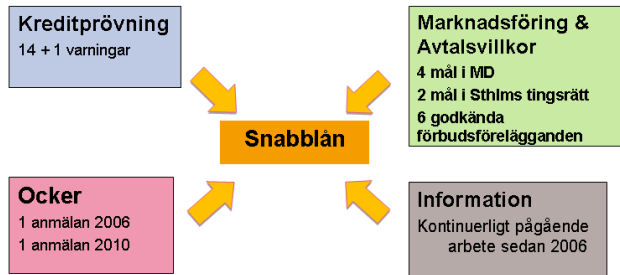 Kreditprövning
14 + 1 varningar
Marknadsföring &
Avtalsvillkor
4 mål i MD
2 mål i Sthlms tingsrätt
6 godkända
förbudsförelägganden
Snabblån
Ocker
1 anmälan 2006
1 anmälan 2010
Information
Kontinuerligt pågående
arbete sedan 2006